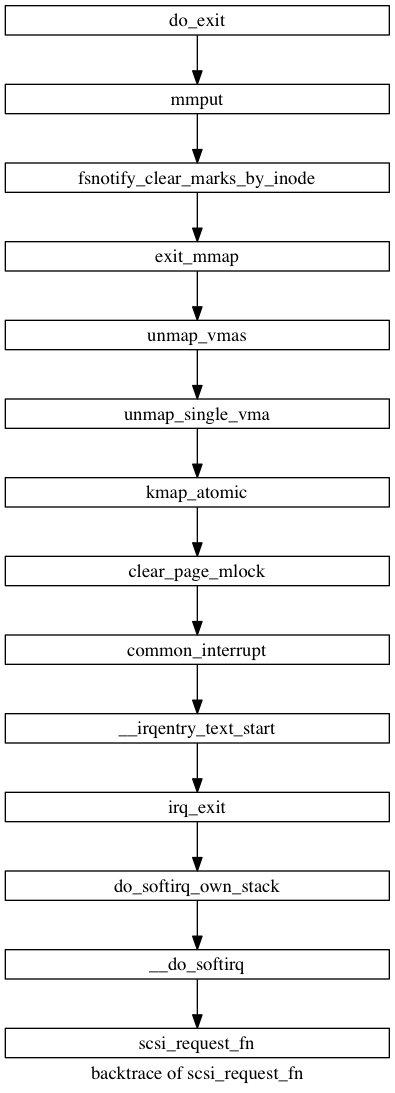 do_exit
mmput
fsnotify_clear_marks_by_inode
exit_mmap
unmap_vmas
unmap_single_vma
kmap_atomic
clear_page_mlock
common_interrupt
__irqentry_text_start
irq_exit
do_softirq_own_stack
__do_softirq
scsi_request_fn
backtrace of scsi_request_fn